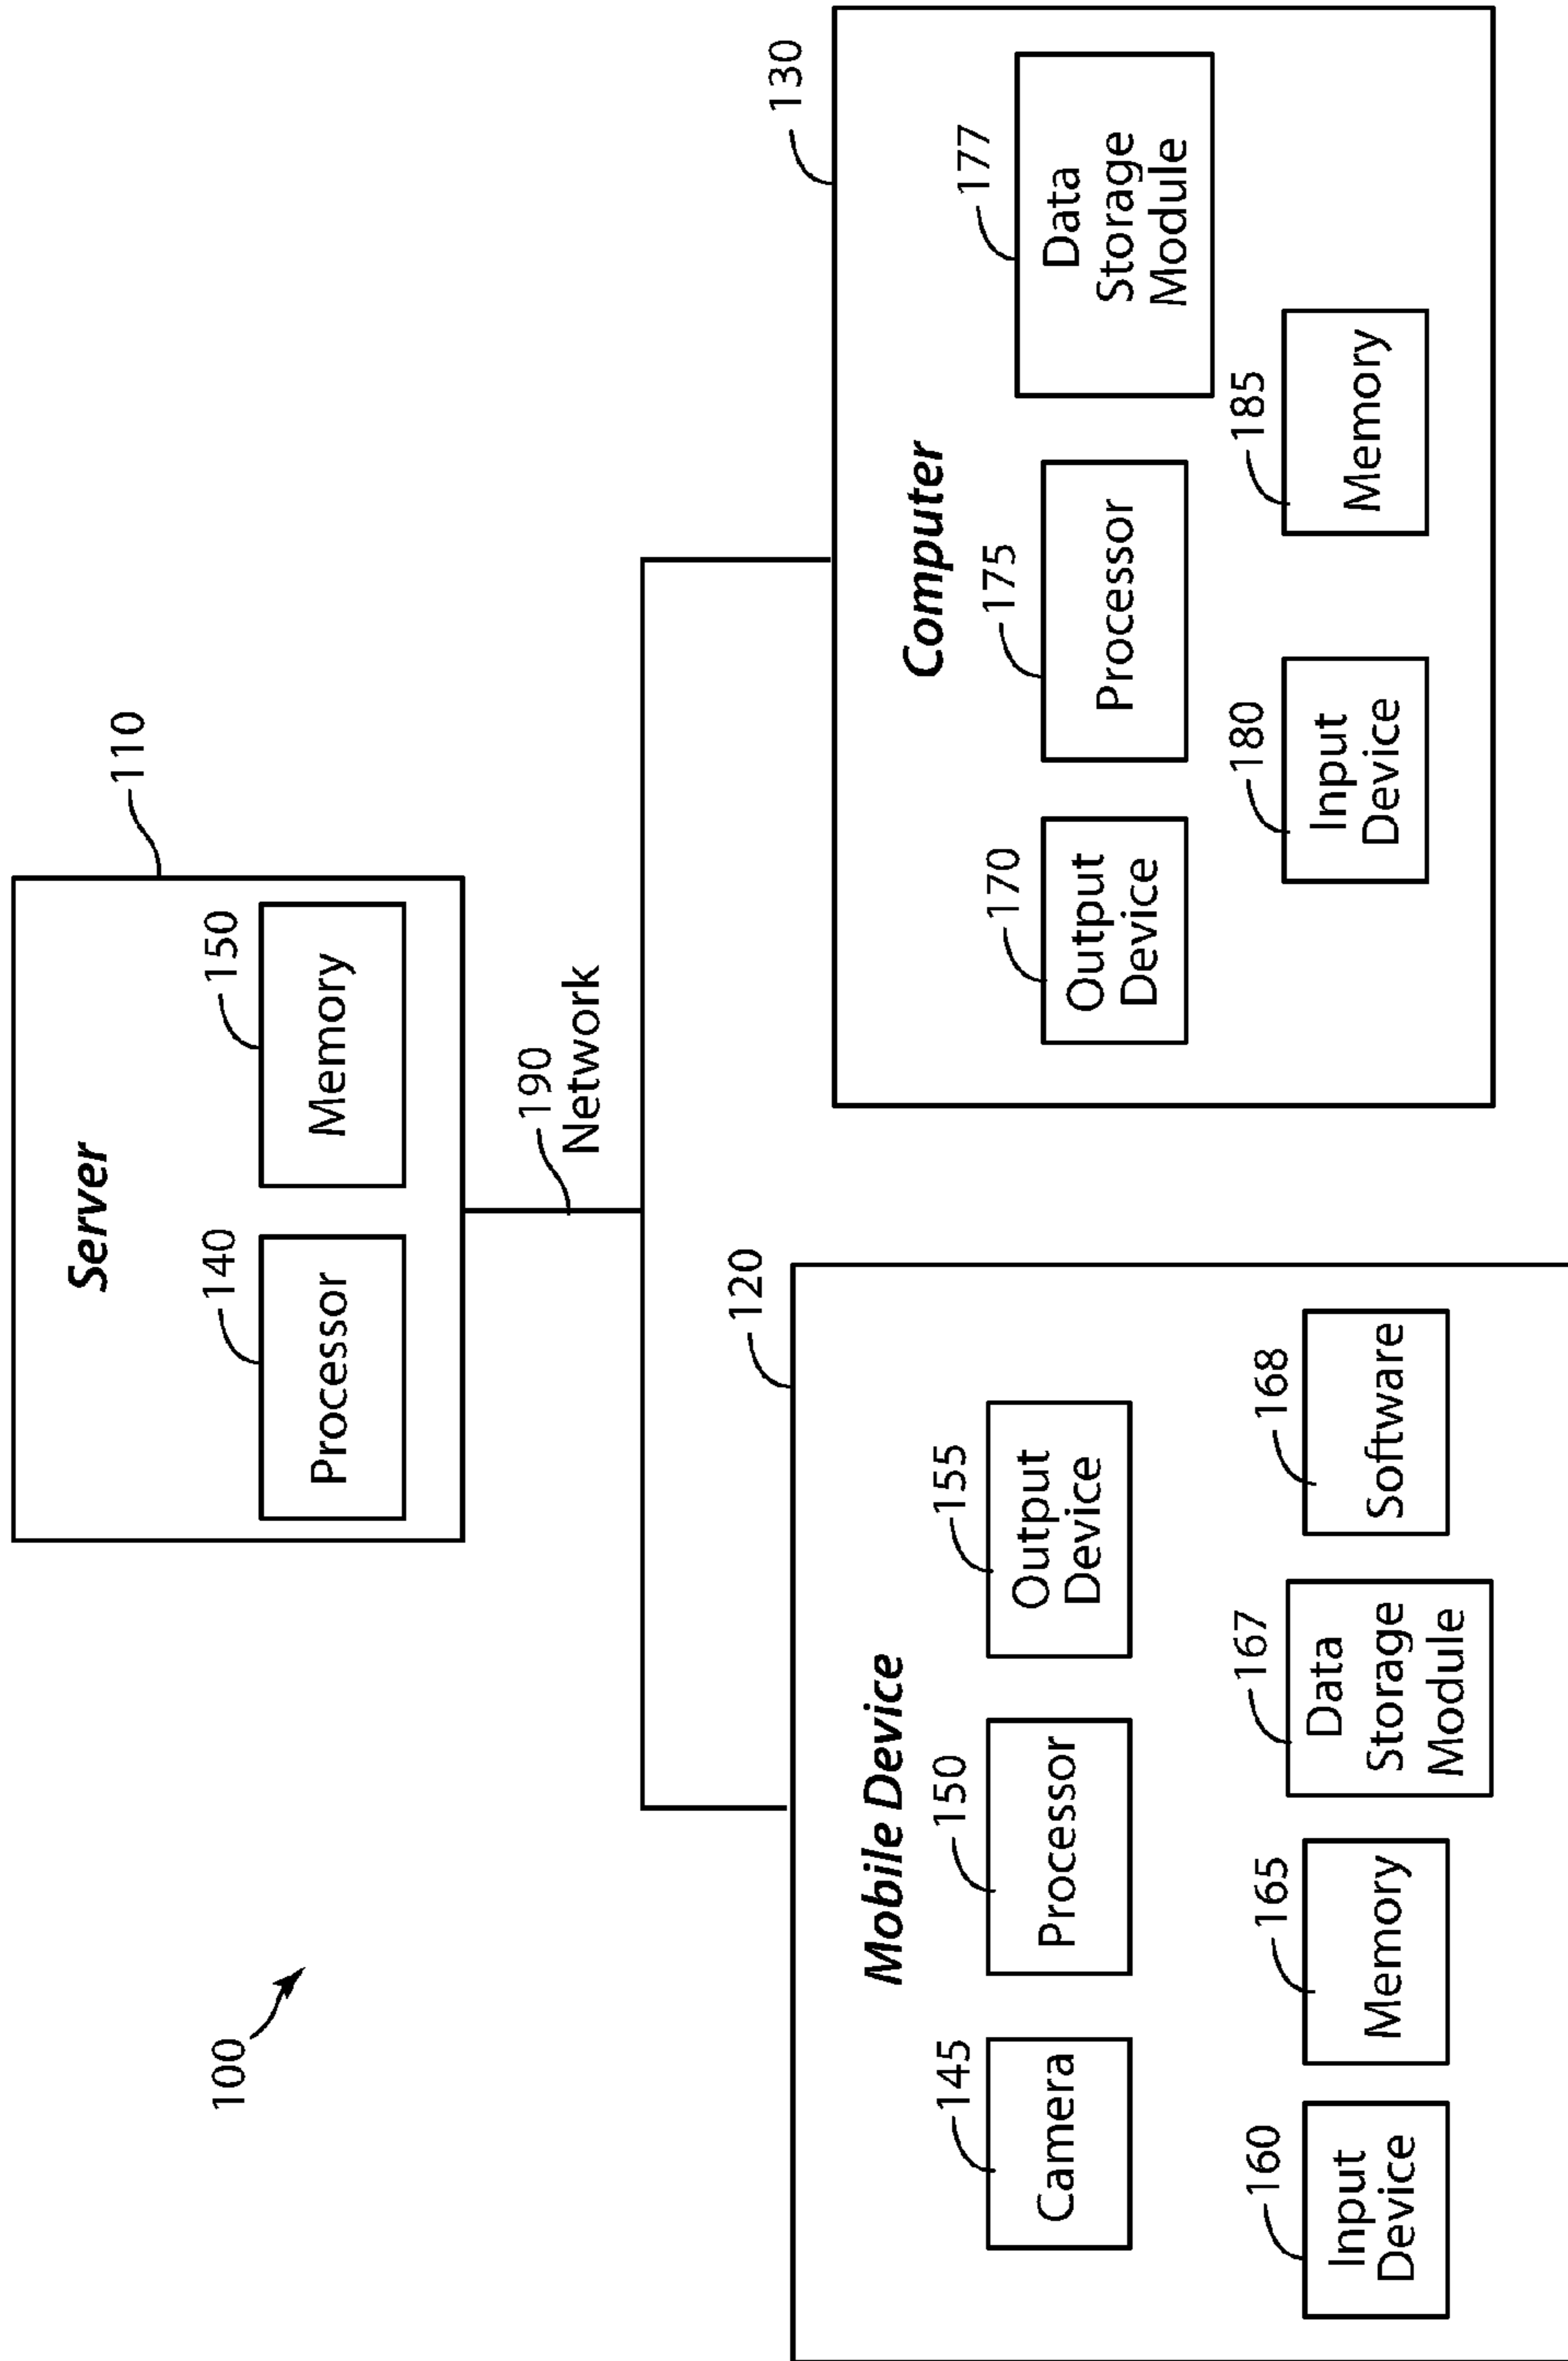 100
110
Server
140
150
Processor
Memory
190
Network
120
Mobile Device
145
150
155
Camera
Processor
Output
Device
160
165
167
168
Input
Device
Memory
Data
Storage
Module
Software
130
Computer
170
175
177
Output
Device
Processor
Data
Storage
Module
180
185
Input
Device
Memory